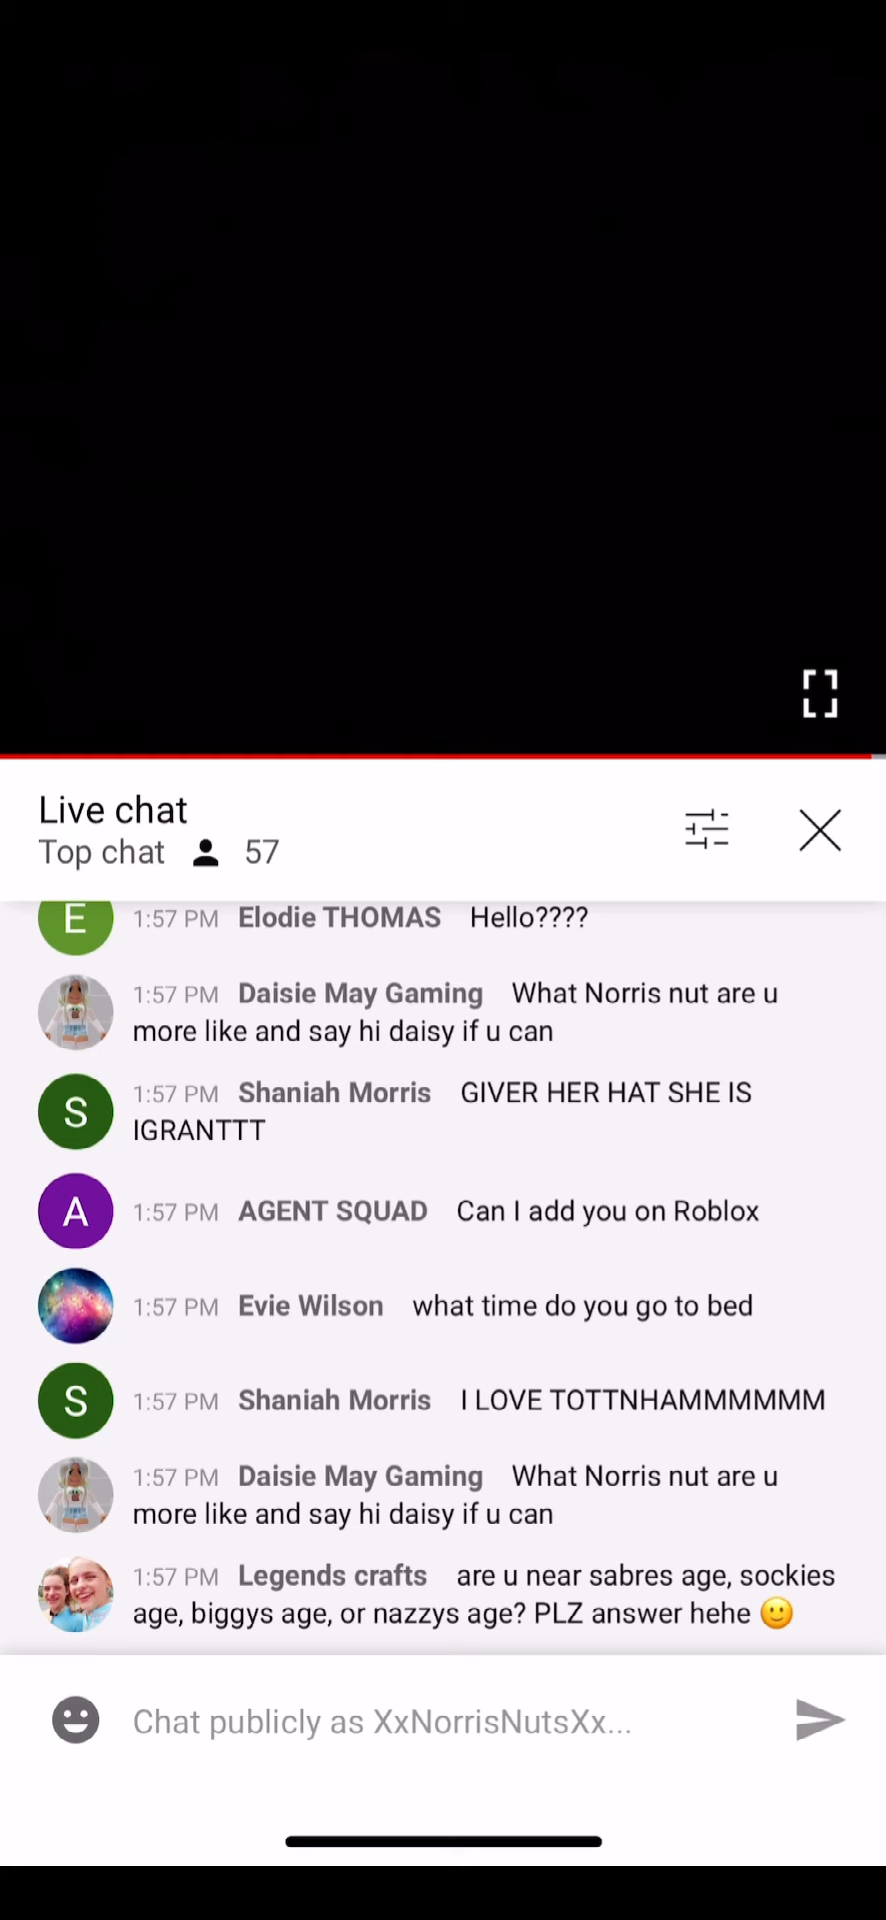 Live chat
Top chat 57
E 1:57 PM Elodie THOMAS Hello????
1:57 PM Daisie May Gaming What Norris nut are u
more like and say hi daisy if u can
S 1:57 PM Shaniah Morris GIVER HER HAT SHE IS
IGRANTTT
A 1:57 PM AGENT SQUAD Can I add you on Roblox
1:57 PM Evie Wilson what time do you go to bed
S 1:57 PM Shaniah Morris I LOVE TOTTNHAMMMMMM
1:57 PM Daisie May Gaming What Norris nut are u
more like and say hi daisy if u can
1:57 PM Legends crafts are u near sabres age, sockies
age, biggys age, or nazzys age? PLZ answer hehe 🙂
Chat publicly as XxNorrisNutsXx...